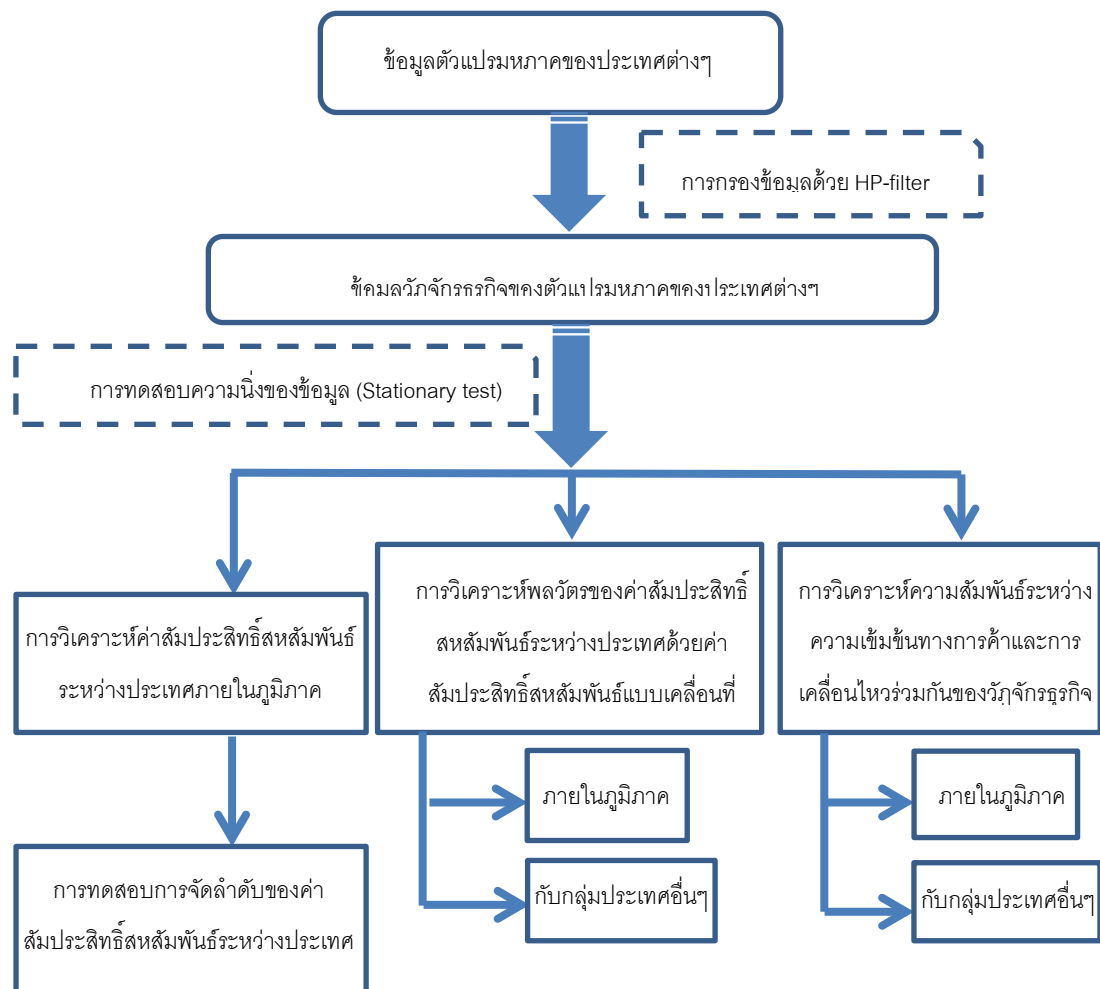 ข้อมูลตัวแปรมหภาคของประเทศต่างๆ
การกรองข้อมูลด้วย HP-filter
ข้อมูลวัฏจักรธุรกิจของตัวแปรมหภาคของประเทศต่างๆ
การทดสอบความนิ่งของข้อมูล (Stationary test)
การวิเคราะห์ค่าสัมประสิทธิ์สหสัมพันธ์
ระหว่างประเทศภายในภูมิภาค
การทดสอบการจัดลำดับของค่า
สัมประสิทธิ์สหสัมพันธ์ระหว่างประเทศ
การวิเคราะห์พลวัตรของค่าสัมประสิทธิ์
สหสัมพันธ์ระหว่างประเทศด้วยค่า
สัมประสิทธิ์สหสัมพันธ์แบบเคลื่อนที่
ภายในภูมิภาค
กับกลุ่มประเทศอื่นๆ
การวิเคราะห์ความสัมพันธ์ระหว่าง
ความเข้มข้นทางการค้าและการ
เคลื่อนไหวร่วมกันของวัฏจักรธุรกิจ
ภายในภูมิภาค
กับกลุ่มประเทศอื่นๆ